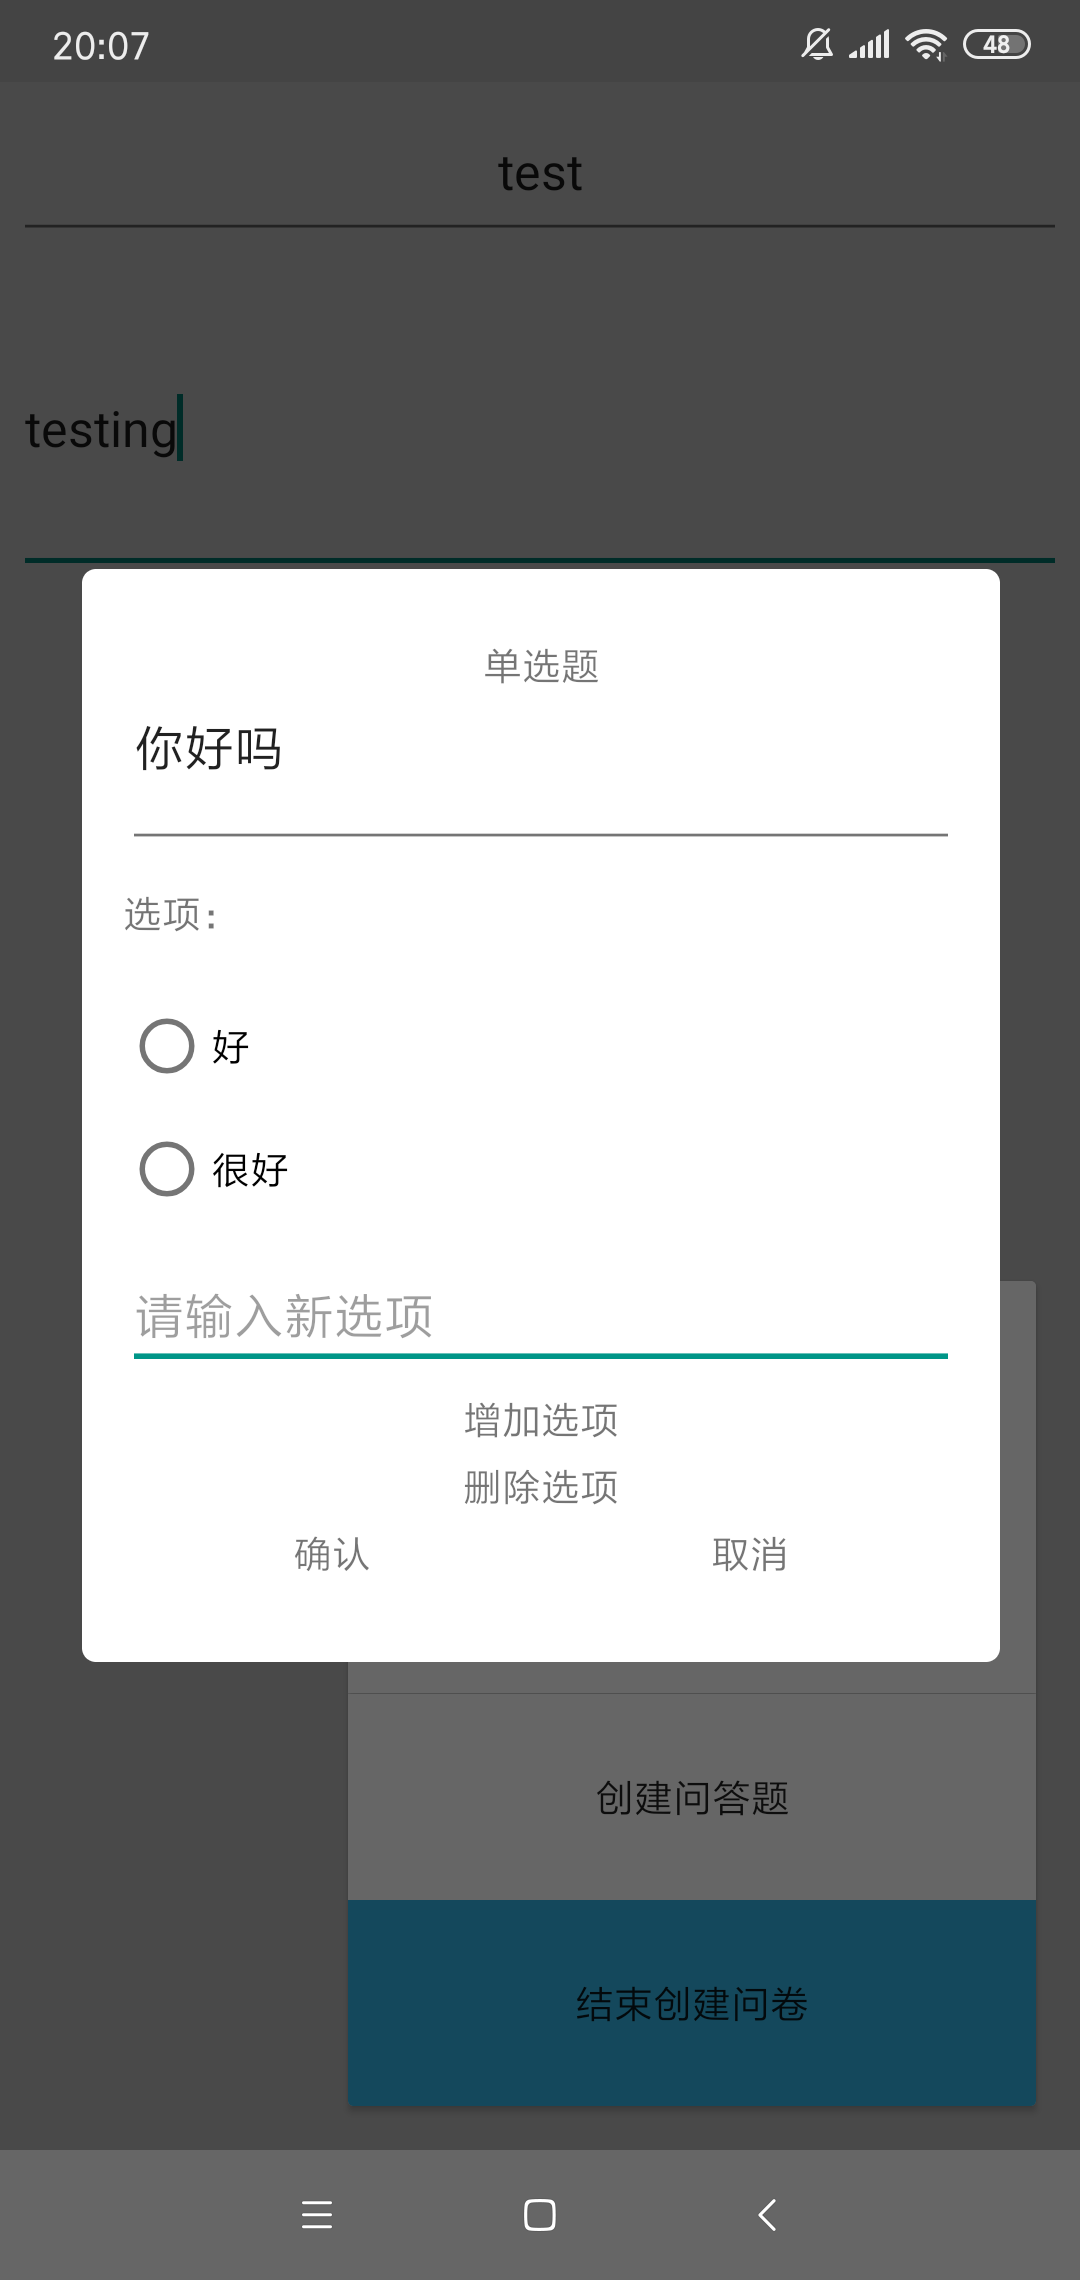 20:07
48
test
testing
单选题
你好吗
选项：
好
很好
请输入新选项
增加选项
删除选项
确认 取消
创建问答题
结束创建问卷